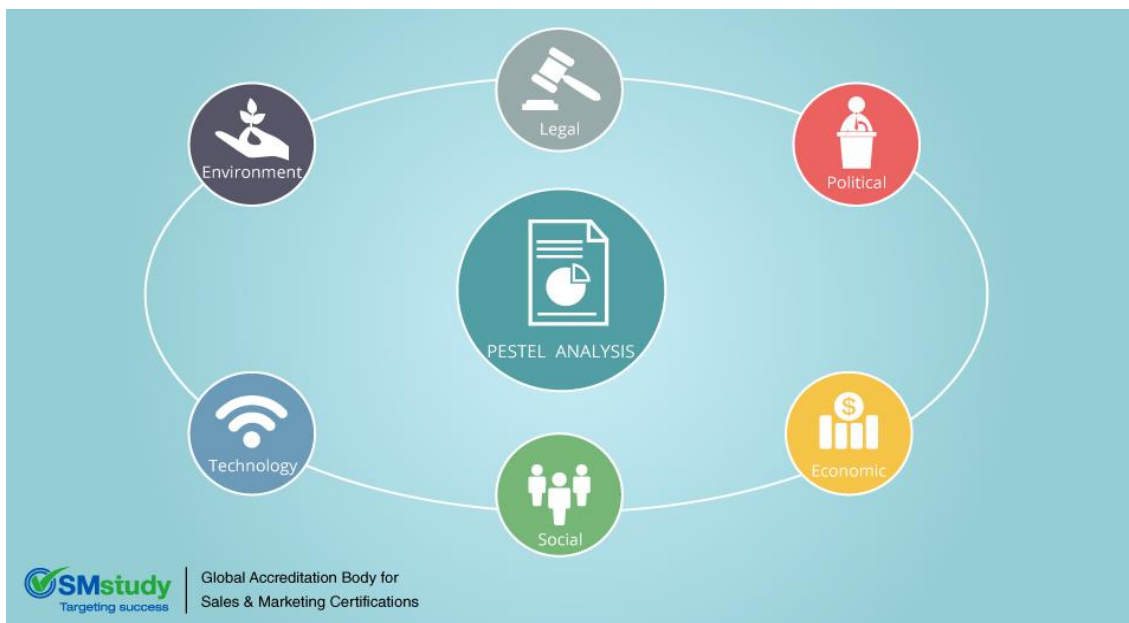 Legal
Environment
Political
PESTEL ANALYSIS
Technology
Economic
Social
SMstudy
Targeting success
Global Accreditation Body for
Sales & Marketing Certifications
$